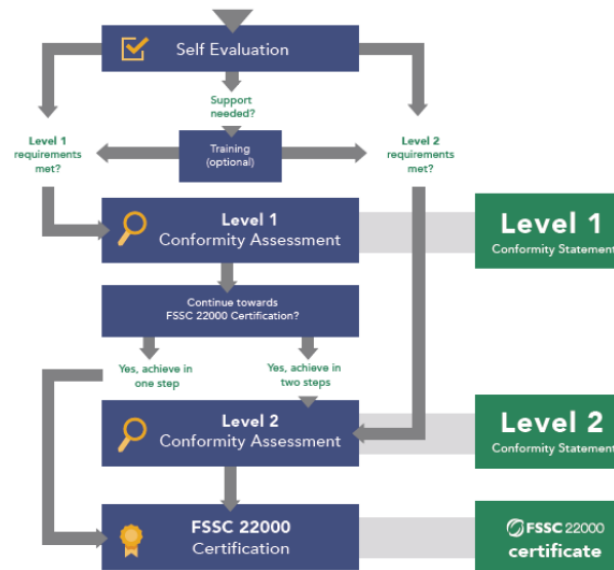 Self Evaluation
Support
needed?
Level 1
requirements
met?
Training
(optional)
Level 2
requirements
met?
Level 1
Conformity Assessment
Level 1
Conformity Statement
Continue towards
FSSC 22000 Certification?
Yes, achieve in
one step
Yes, achieve in
two steps
Level 2
Conformity Assessment
Level 2
Conformity Statement
FSSC 22000
Certification
FSSC 22000
certificate